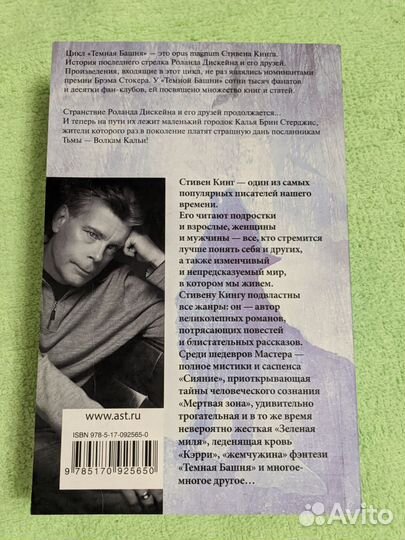 Цикл «Темная Башня» — это opus magnum Стивена Кинга.
История последнего стрелка Роланда Дискейна и его друзей.
Произведения, входящие в этот цикл, не раз являлись номинантами
премии Брэма Стокера. У «Темной Башни» сотни тысяч фанатов
и десятки фан-клубов, ей посвящено множество книг и статей.
Странствие Роланда Дискейна и его друзей продолжается...
И теперь на пути их лежит маленький городок Калья Брин Стерджис,
жители которого раз в поколение платят страшную дань посланникам
Тьмы — Волкам Кальи!
Стивен Кинг — один из самых
популярных писателей нашего
времени.
Его читают подростки
и взрослые, женщины
и мужчины — все, кто стремится
лучше понять себя и других,
а также изменчивый
и непредсказуемый мир,
в котором мы живем.
Стивену Кингу подвластны
все жанры: он — автор
великолепных романов,
потрясающих повестей
и блистательных рассказов.
Среди шедевров Мастера —
полное мистики и саспенса
«Сияние», приоткрывающая
тайны человеческого сознания
«Мертвая зона», удивительно
трогательная и в то же время
невероятно жесткая «Зеленая
миля», леденящая кровь
«Кэрри», «жемчужина» фэнтези
«Темная Башня» и многое-
многое другое…
www.ast.ru
ISBN 978-5-17-092565-0
9 785170 925650
Avito